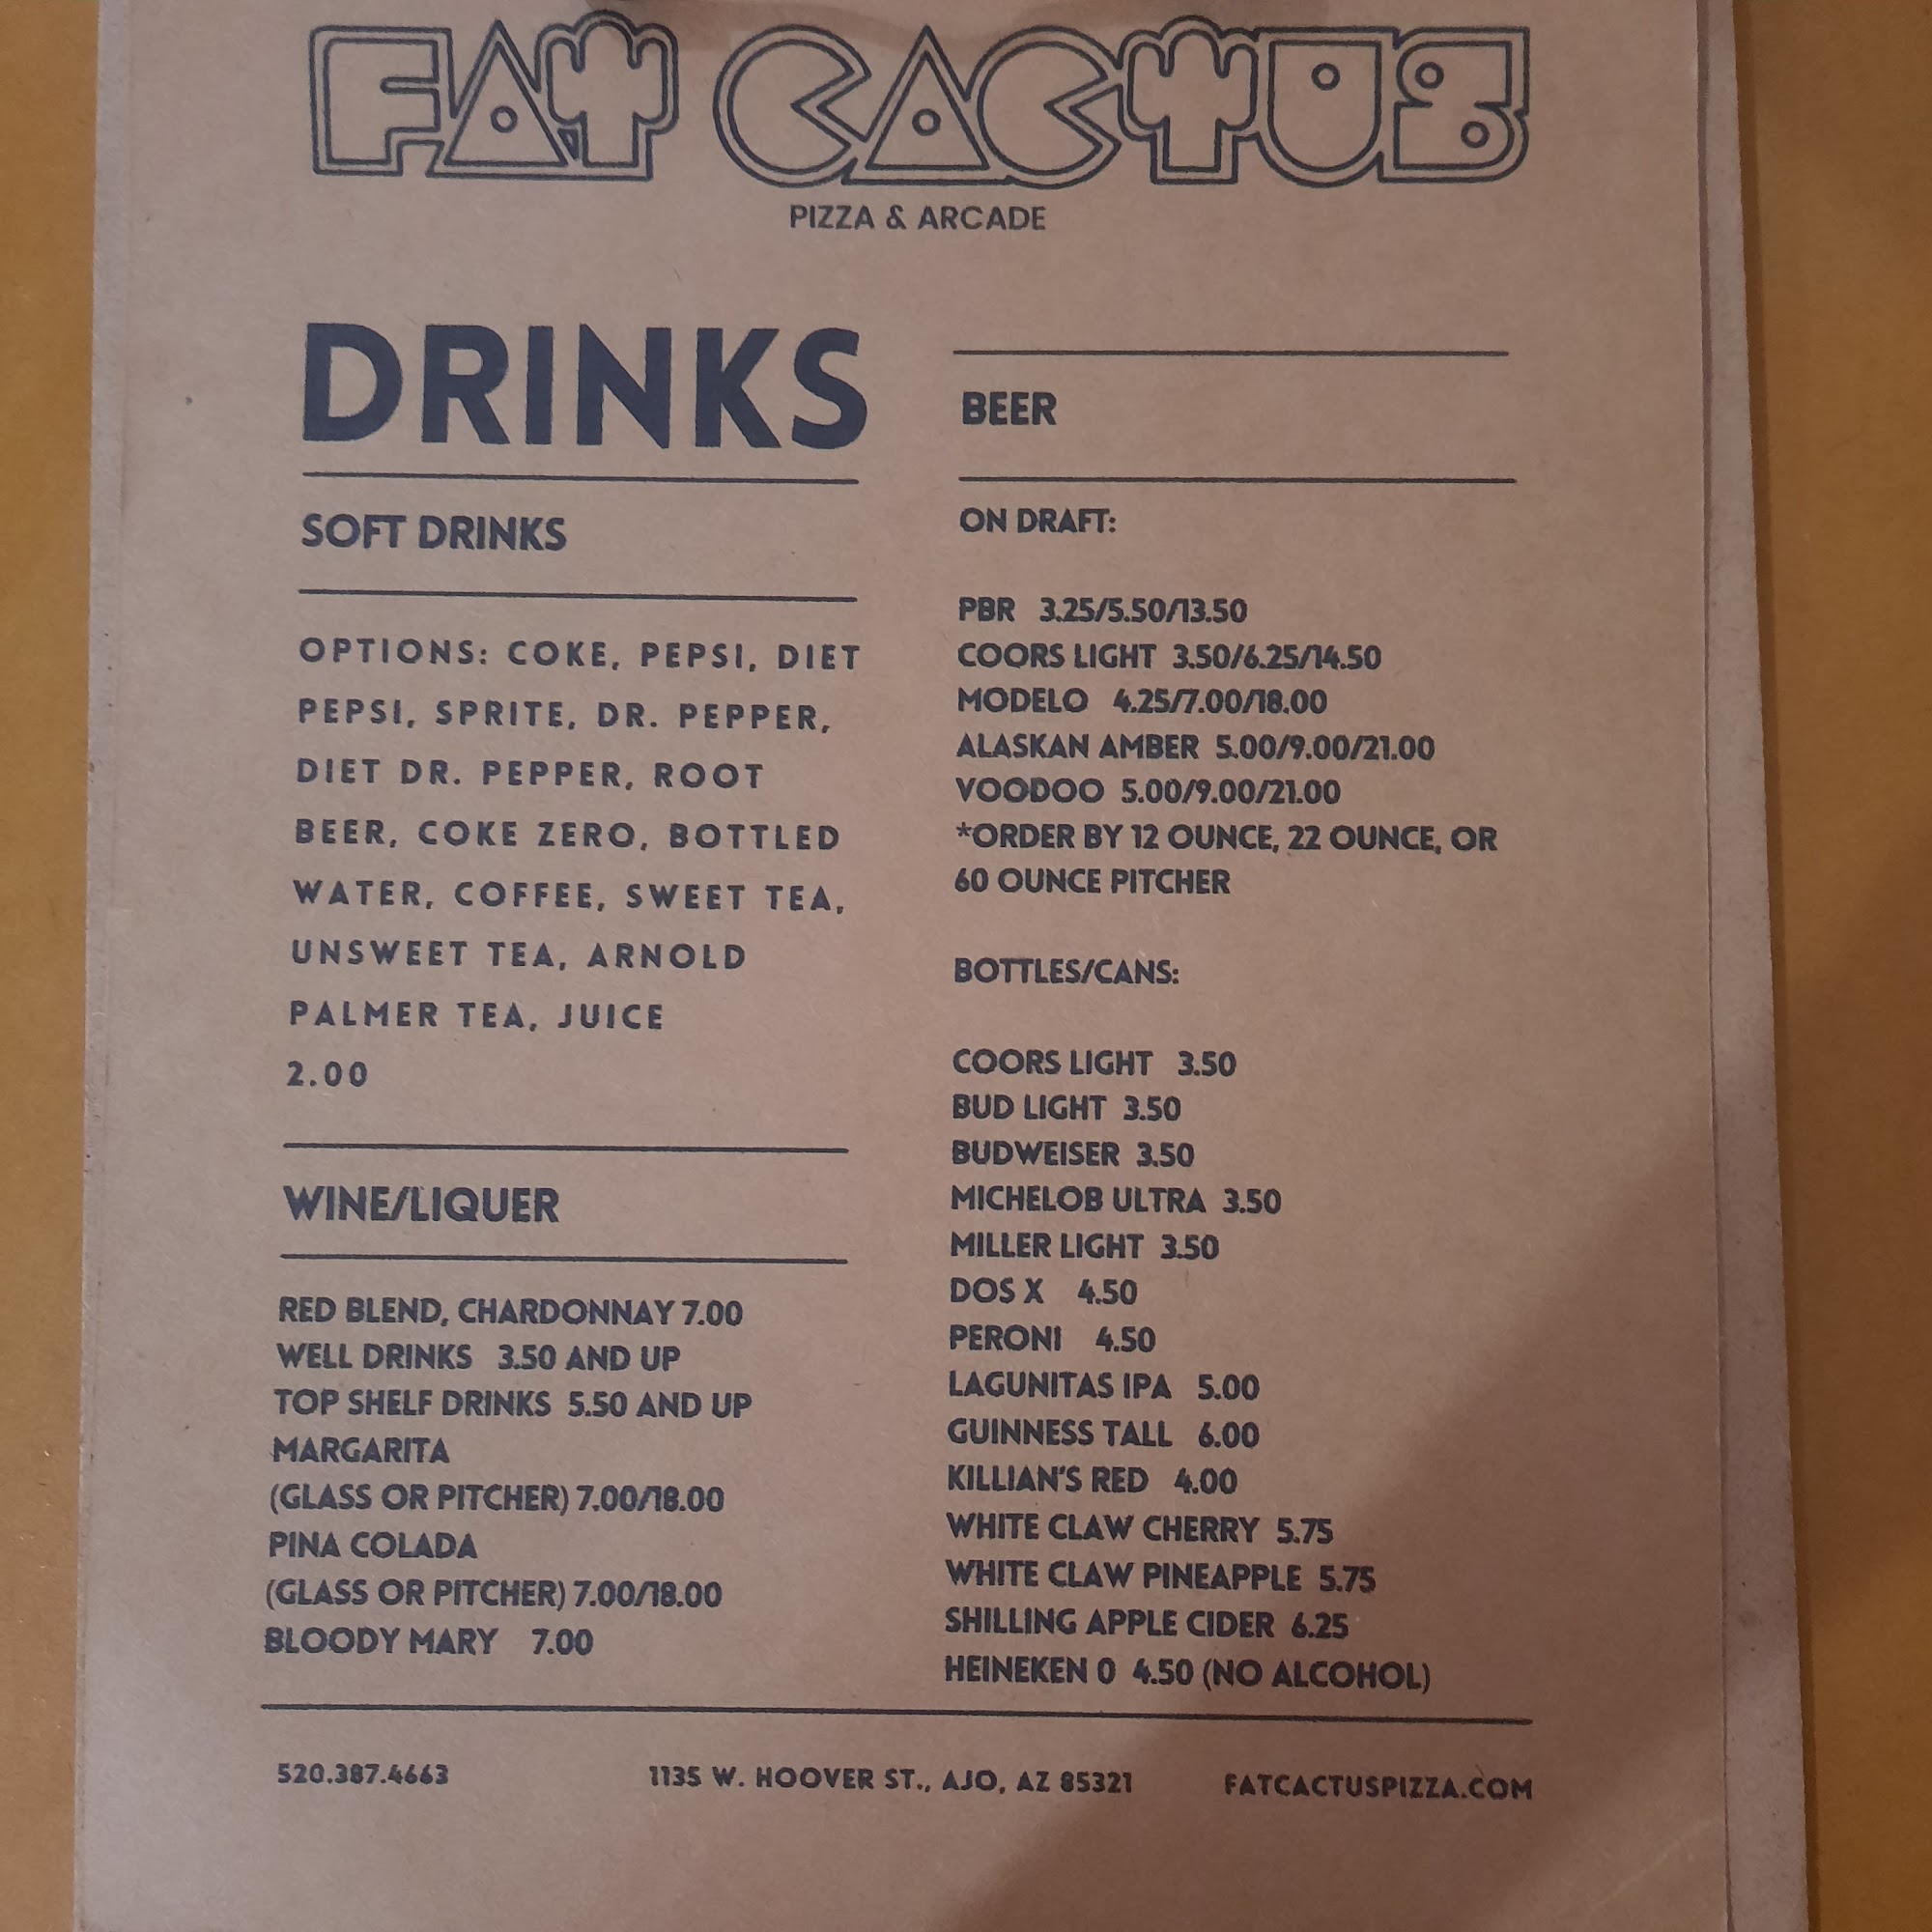 FAT CACTUS
PIZZA & ARCADE
DRINKS
SOFT DRINKS
OPTIONS: COKE, PEPSI, DIET
PEPSI, SPRITE, DR. PEPPER,
DIET DR. PEPPER, ROOT
BEER, COKE ZERO, BOTTLED
WATER, COFFEE, SWEET TEA,
UNSWEET TEA, ARNOLD
PALMER TEA, JUICE
2.00
WINE/LIQUER
RED BLEND, CHARDONNAY 7.00
WELL DRINKS 3.50 AND UP
TOP SHELF DRINKS 5.50 AND UP
MARGARITA
(GLASS OR PITCHER) 7.00/18.00
PINA COLADA
(GLASS OR PITCHER) 7.00/18.00
BLOODY MARY 7.00
BEER
ON DRAFT:
PBR 3.25/5.50/13.50
COORS LIGHT 3.50/6.25/14.50
MODELO 4.25/7.00/18.00
ALASKAN AMBER 5.00/9.00/21.00
VOODOO 5.00/9.00/21.00
*ORDER BY 12 OUNCE, 22 OUNCE, OR
60 OUNCE PITCHER
BOTTLES/CANS:
COORS LIGHT 3.50
BUD LIGHT 3.50
BUDWEISER 3.50
MICHELOB ULTRA 3.50
MILLER LIGHT 3.50
DOS X 4.50
PERONI 4.50
LAGUNITAS IPA 5.00
GUINNESS TALL 6.00
KILLIAN'S RED 4.00
WHITE CLAW CHERRY 5.75
WHITE CLAW PINEAPPLE 5.75
SHILLING APPLE CIDER 6.25
HEINEKEN 0 4.50 (NO ALCOHOL)
520.387.4663
1135 W. HOOVER ST., AJO, AZ 85321
FATCACTUSPIZZA.COM